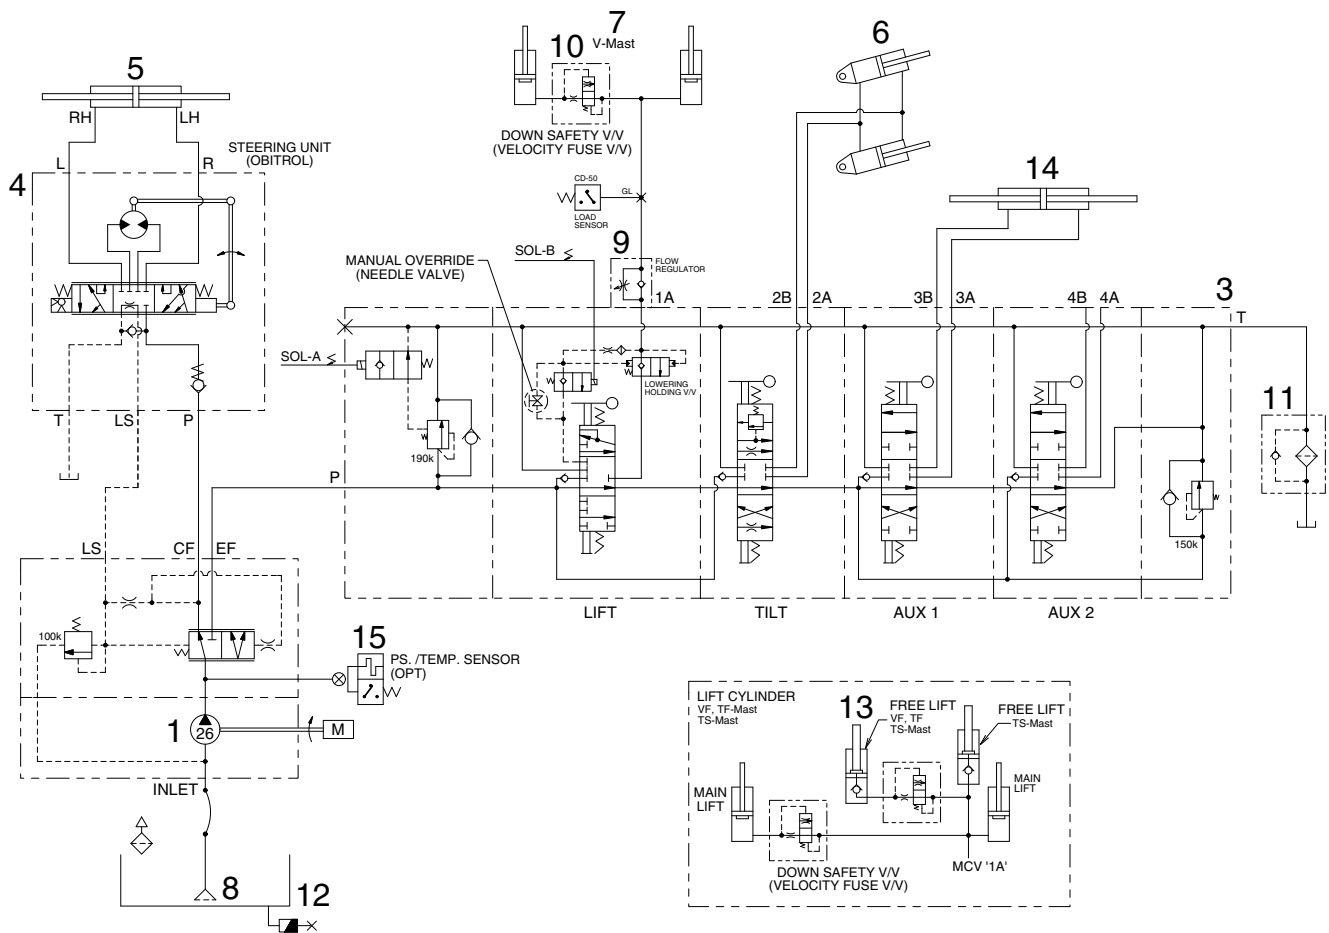 7
V-Mast
10
6
5
RH
LH
DOWN SAFETY V/V
(VELOCITY FUSE V/V)
STEERING UNIT
(OBITROL)
L
R
4
14
CD-50
GL
LOAD
SENSOR
9
SOL-B
MANUAL OVERRIDE
(NEEDLE VALVE)
FLOW
REGULATOR
1A
2B
2A
3B
3A
4B
4A
3
T
SOL-A
LOWERING
HOLDING V/V
11
T
LS
P
190k
P
150k
LS
CF
EF
LIFT
TILT
AUX 1
AUX 2
100k
15
PS. /TEMP. SENSOR
(OPT)
1
26
M
INLET
8
12
LIFT CYLINDER
VF, TF-Mast
TS-Mast
13
FREE LIFT
VF, TF
TS-Mast
FREE LIFT
TS-Mast
MAIN
LIFT
MAIN
LIFT
DOWN SAFETY V/V
(VELOCITY FUSE V/V)
MCV '1A'